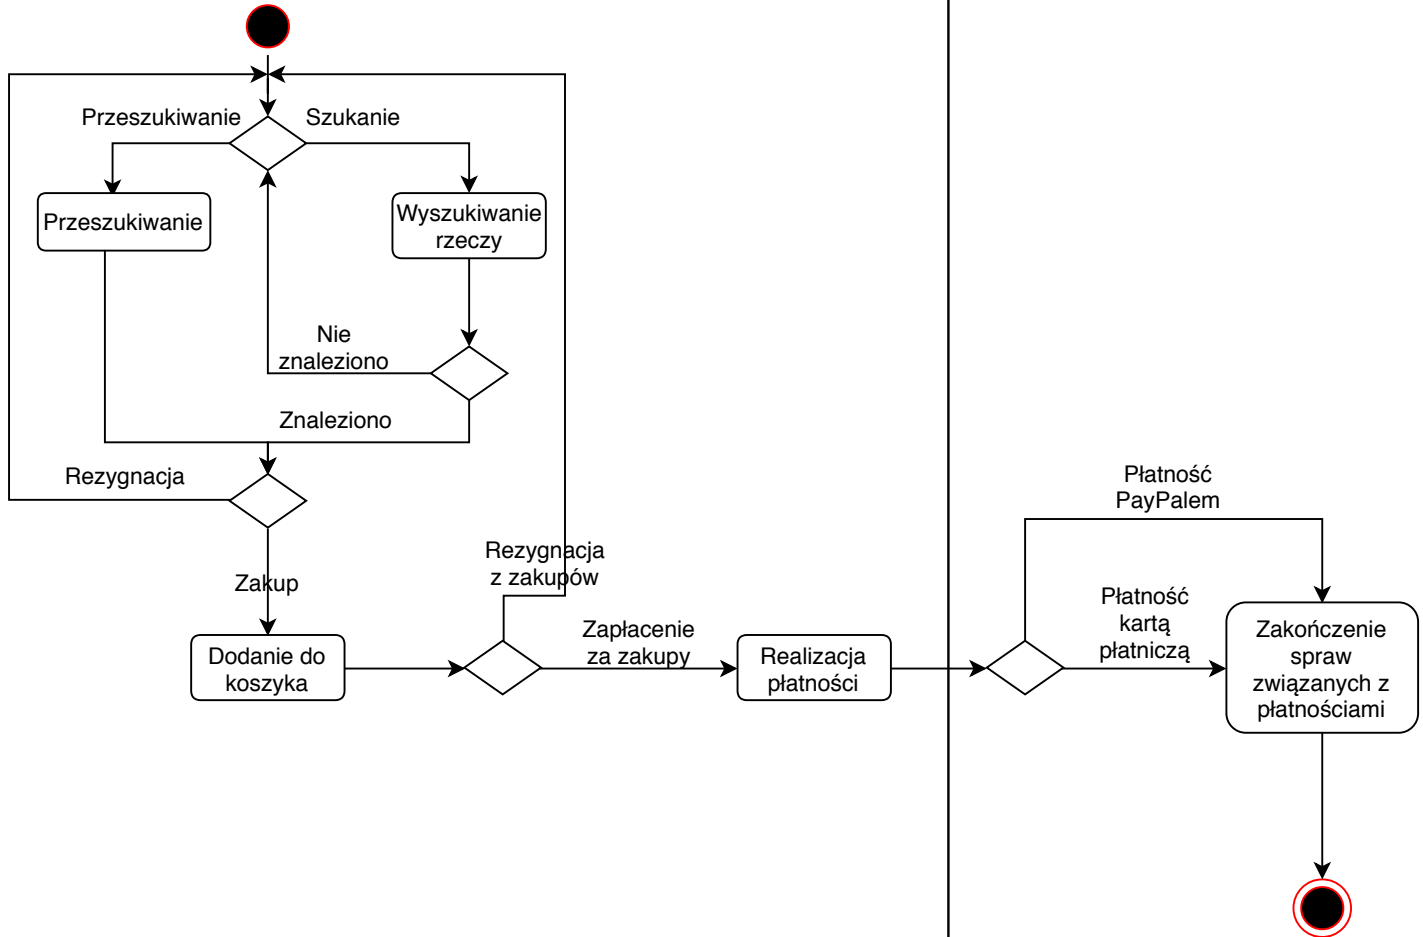 Przeszukiwanie
Szukanie
Przeszukiwanie
Wyszukiwanie
rzeczy
Nie
znaleziono
Znaleziono
Rezygnacja
Zakup
Dodanie do
koszyka
Rezygnacja
z zakupów
Zapłacenie
za zakupy
Realizacja
płatności
Płatność
PayPalem
Płatność
kartą
płatniczą
Zakończenie
spraw
związanych z
płatnościami